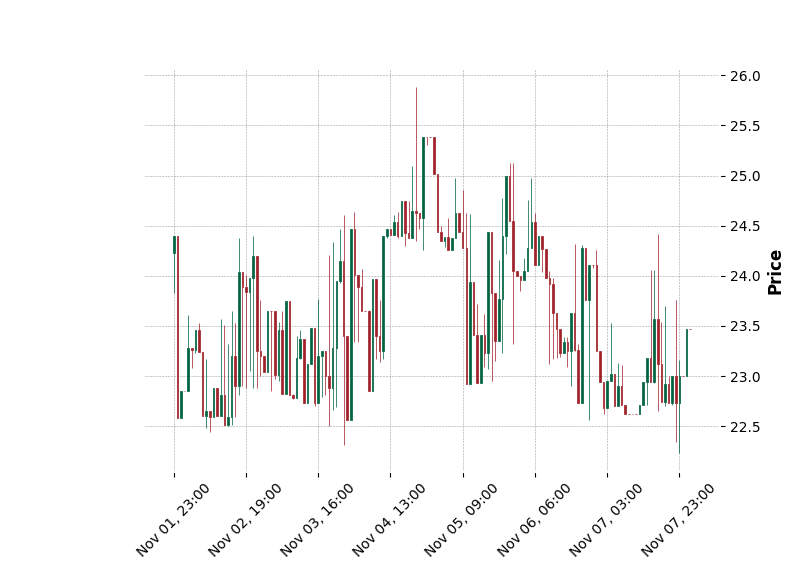 26.0
25.5
25.0
24.5
24.0
23.5
23.0
22.5
Price
Nov 01, 23:00
Nov 02, 19:00
Nov 03, 16:00
Nov 04, 13:00
Nov 05, 09:00
Nov 06, 06:00
Nov 07, 03:00
Nov 07, 23:00